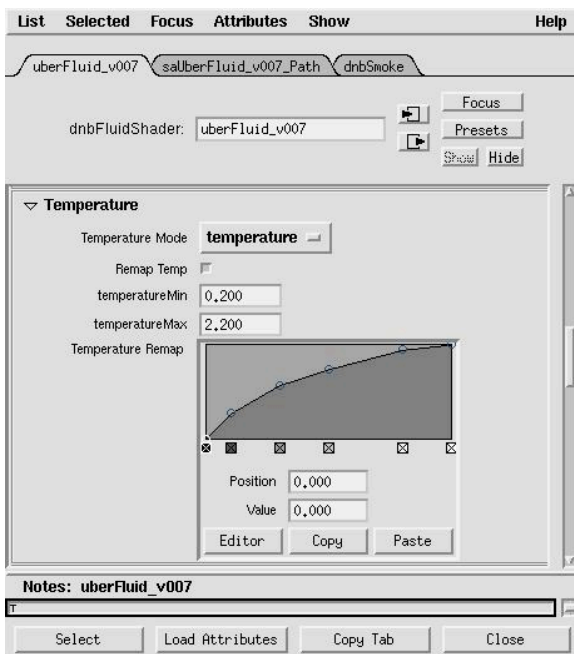 List Selected Focus Attributes Show Help
uberFluid_v007 saUberFluid_v007_Path dnbSmoke
dnbFluidShader: uberFluid_v007
Focus
Presets
Show Hide
Temperature
Temperature Mode temperature
Remap Temp
temperatureMin 0.200
temperatureMax 2.200
Temperature Remap
Position 0.000
Value 0.000
Editor Copy Paste
Notes: uberFluid_v007
Select Load Attributes Copy Tab Close